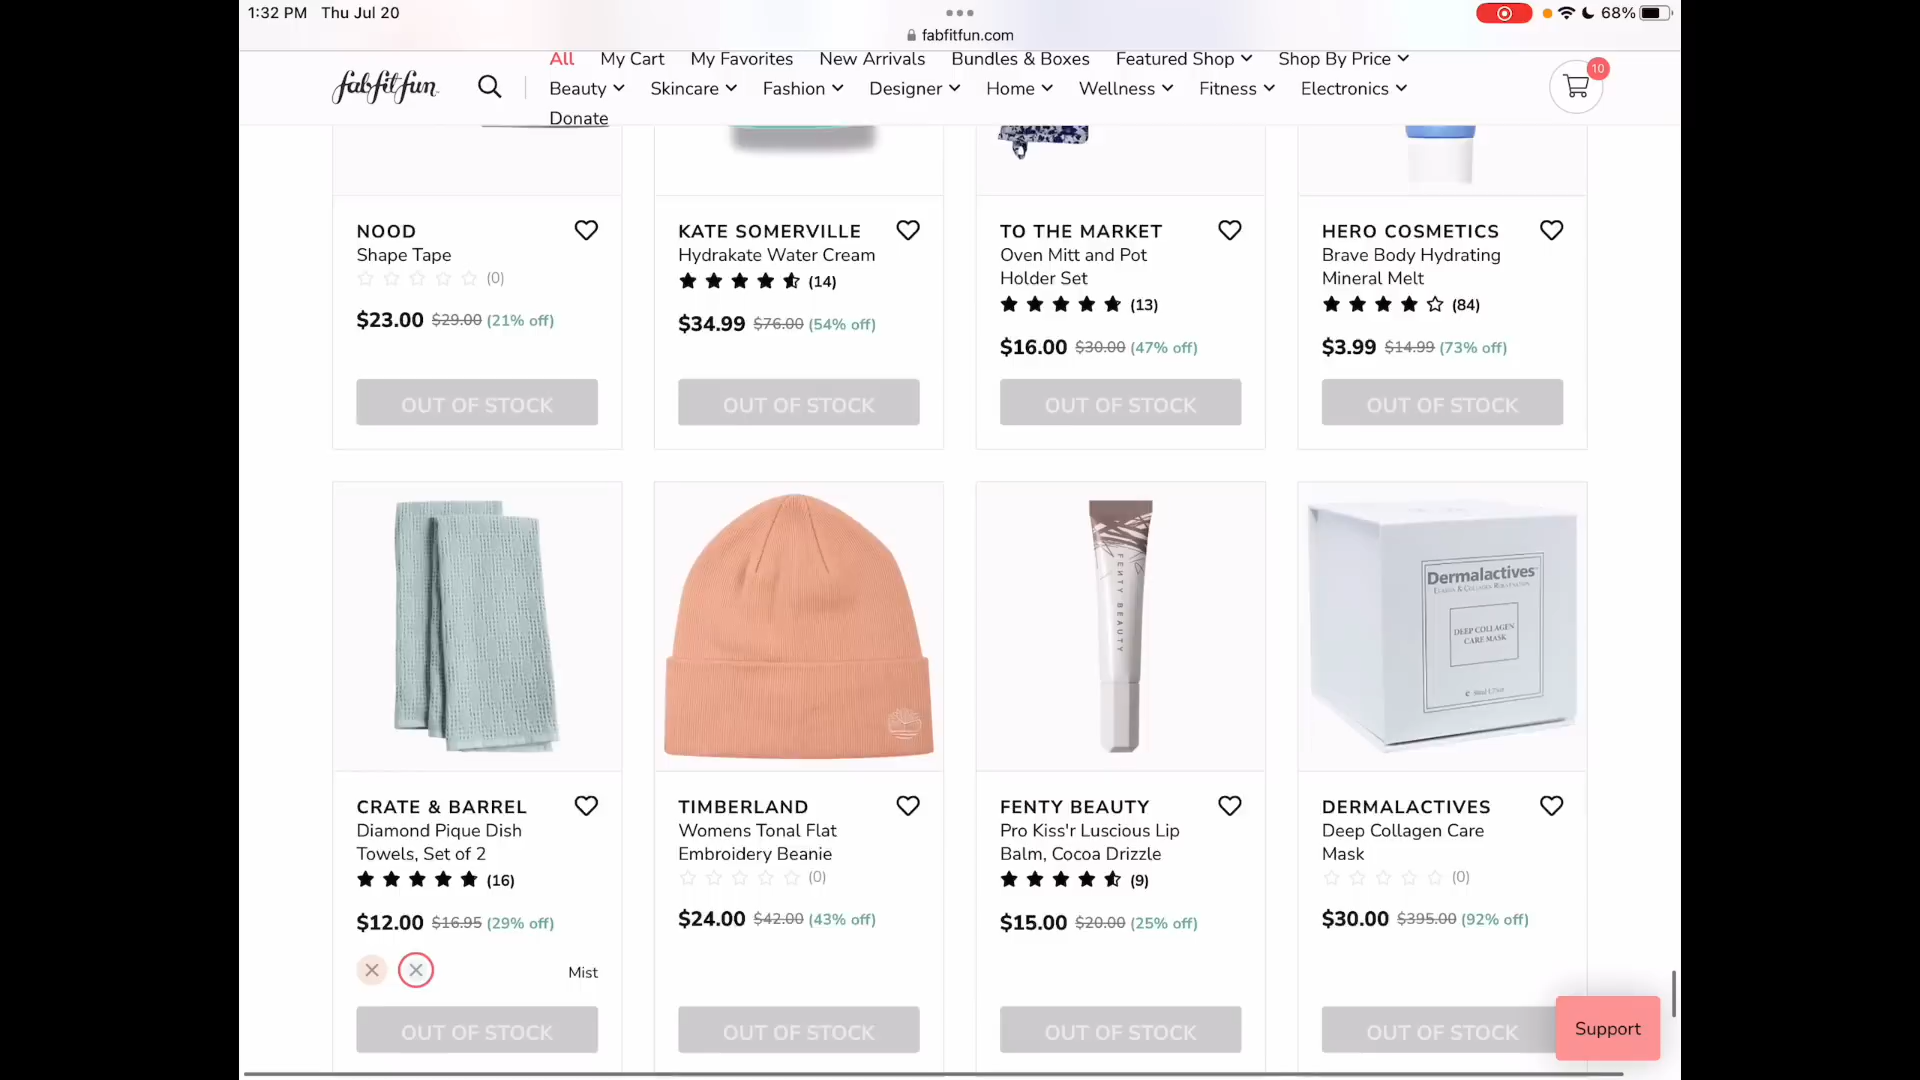 1:32 PM Thu Jul 20
68%
fabfitfun.com
fabfitfun
All My Cart My Favorites New Arrivals Bundles & Boxes Featured Shop Shop By Price
10
Beauty Skincare Fashion Designer Home Wellness Fitness Electronics
Donate
NOOD
Shape Tape
(0)
$23.00 $29.00 (21% off)
OUT OF STOCK
KATE SOMERVILLE
Hydrakate Water Cream
(14)
$34.99 $76.00 (54% off)
OUT OF STOCK
TO THE MARKET
Oven Mitt and Pot
Holder Set
(13)
$16.00 $30.00 (47% off)
OUT OF STOCK
HERO COSMETICS
Brave Body Hydrating
Mineral Melt
(84)
$3.99 $14.99 (73% off)
OUT OF STOCK
CRATE & BARREL
Diamond Pique Dish
Towels, Set of 2
(16)
$12.00 $16.95 (29% off)
Mist
OUT OF STOCK
TIMBERLAND
Womens Tonal Flat
Embroidery Beanie
(0)
$24.00 $42.00 (43% off)
OUT OF STOCK
FENTY BEAUTY
FENTY BEAUTY
Pro Kiss'r Luscious Lip
Balm, Cocoa Drizzle
(9)
$15.00 $20.00 (25% off)
OUT OF STOCK
Dermalactives
DEEP COLLAGEN
CARE MASK
DERMALACTIVES
Deep Collagen Care
Mask
(0)
$30.00 $395.00 (92% off)
OUT OF STOCK
Support